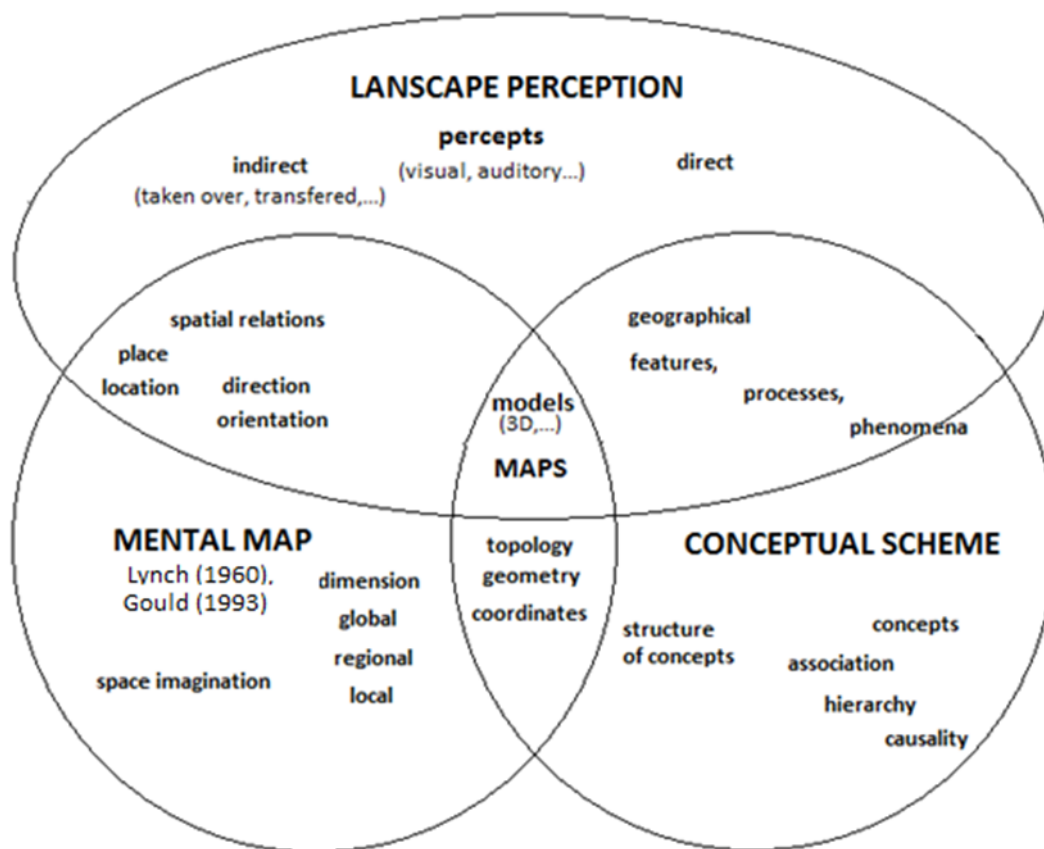 LANSCAPE PERCEPTION
percepts
(visual, auditory...)
indirect
(taken over, transfered,...)
direct
spatial relations
place
location
direction
orientation
geographical
features,
processes,
phenomena
models
(3D,...)
MAPS
MENTAL MAP
Lynch (1960),
Gould (1993)
dimension
global
regional
local
space imagination
topology
geometry
coordinates
CONCEPTUAL SCHEME
structure
of concepts
concepts
association
hierarchy
causality